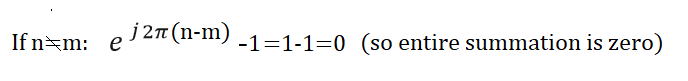 If n≒m: e^{j2π(n-m)} -1=1-1=0 (so entire summation is zero)